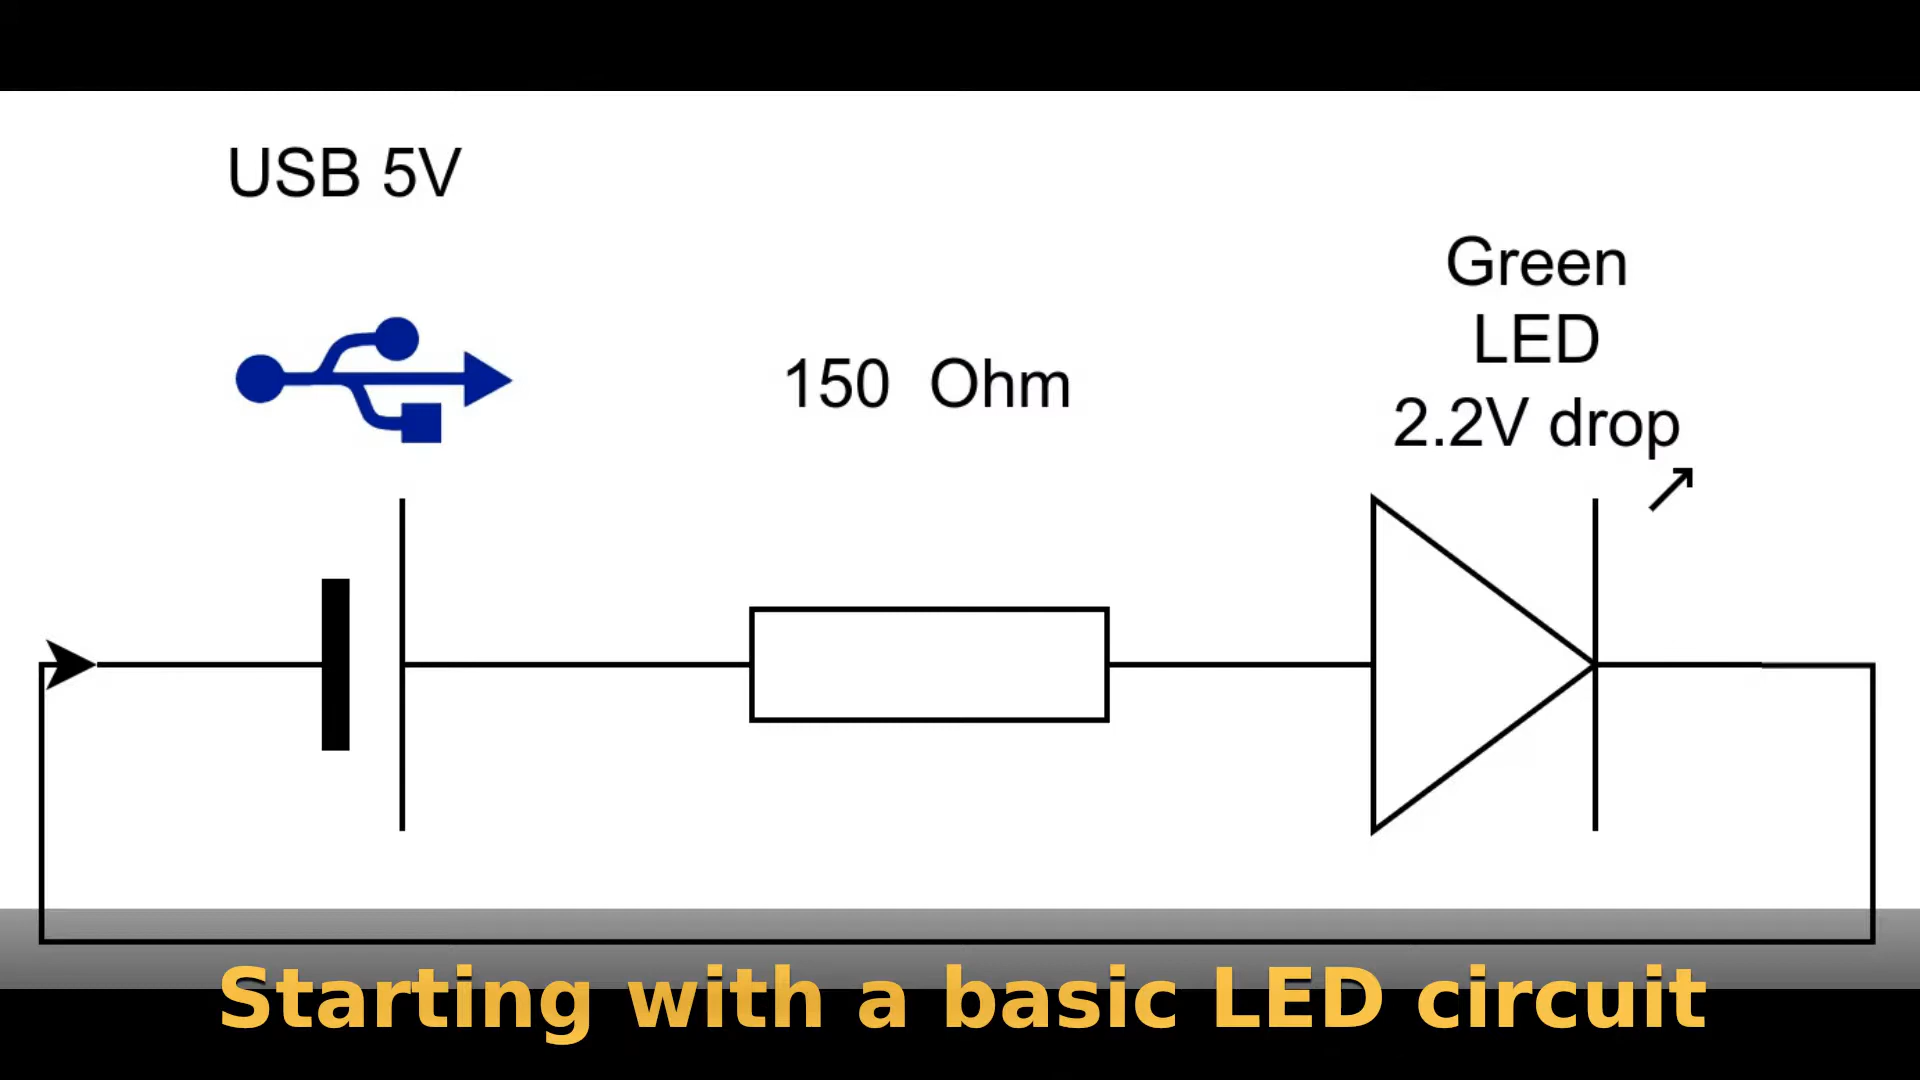 USB 5V
Green
LED
2.2V drop
150 Ohm
Starting with a basic LED circuit